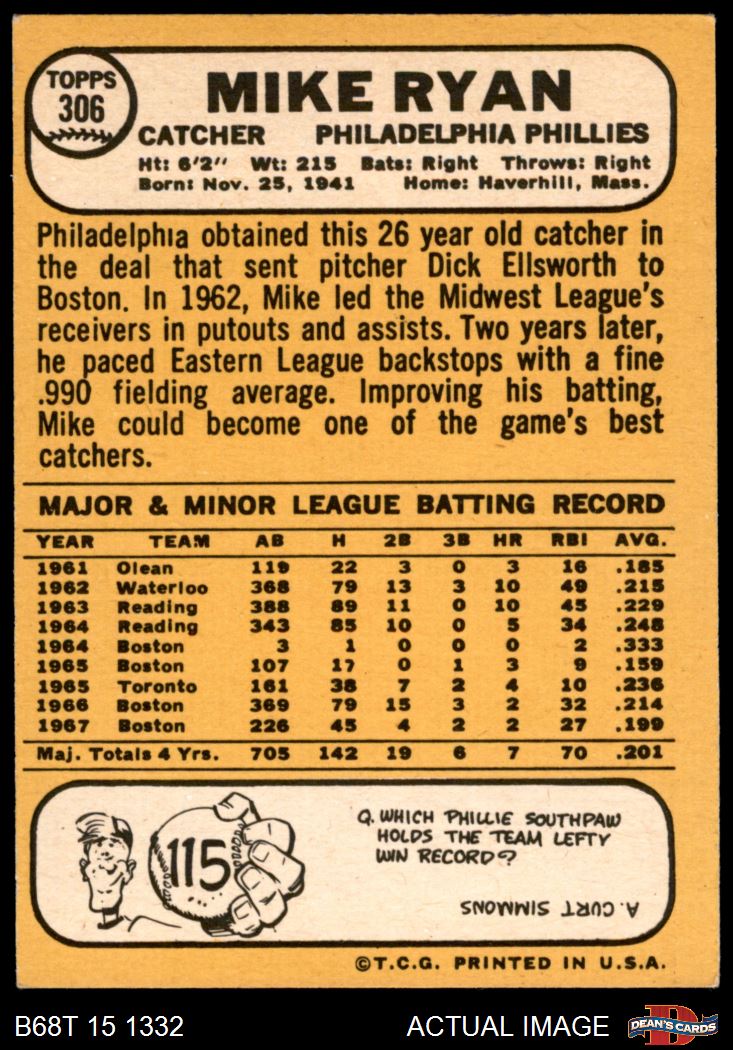 TOPPS
306
MIKE RYAN
CATCHER PHILADELPHIA PHILLIES
Ht: 6'2" Wt: 215 Bats: Right Throws: Right
Born: Nov. 25, 1941 Home: Haverhill, Mass.
Philadelphia obtained this 26 year old catcher in
the deal that sent pitcher Dick Ellsworth to
Boston. In 1962, Mike led the Midwest League's
receivers in putouts and assists. Two years later,
he paced Eastern League backstops with a fine
.990 fielding average. Improving his batting,
Mike could become one of the game's best
catchers.
MAJOR & MINOR LEAGUE BATTING RECORD
YEAR TEAM AB H 2B 3B HR RBI AVG.
1961 Olean 119 22 3 0 3 16 .185
1962 Waterloo 368 79 13 3 10 49 .215
1963 Reading 388 89 11 0 10 45 .229
1964 Reading 343 85 10 0 5 34 .248
1964 Boston 3 1 0 0 0 2 .333
1965 Boston 107 17 0 1 3 9 .159
1965 Toronto 161 38 7 2 4 10 .236
1966 Boston 369 79 15 3 2 32 .214
1967 Boston 226 45 4 2 2 27 .199
Maj. Totals 4 Yrs. 705 142 19 6 7 70 .201
115
Q. WHICH PHILLIE SOUTHPAW
HOLDS THE TEAM LEFTY
WIN RECORD?
A. CURT SIMMONS
©T.C.G. PRINTED IN U.S.A.
B68T 15 1332 ACTUAL IMAGE
D
DEAN'S CARDS